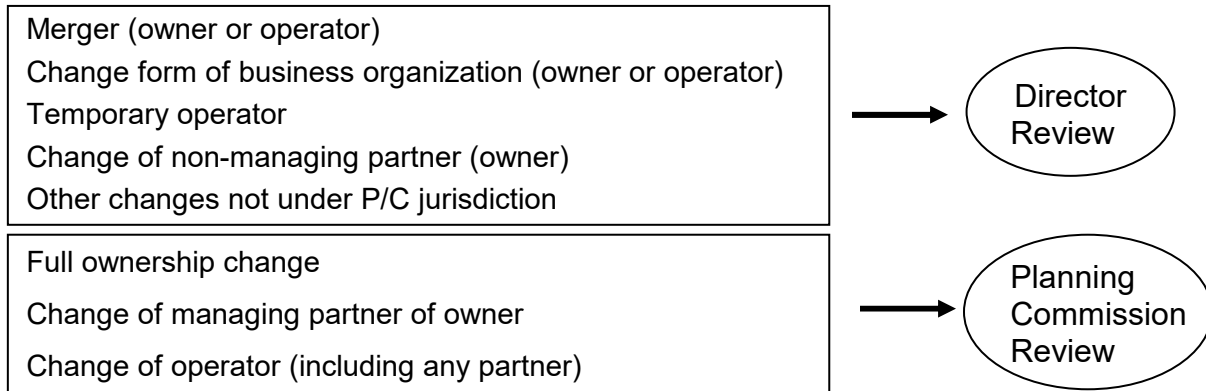 Merger (owner or operator)
Change form of business organization (owner or operator)
Temporary operator
Change of non-managing partner (owner)
Other changes not under P/C jurisdiction
Director
Review
Full ownership change
Change of managing partner of owner
Change of operator (including any partner)
Planning
Commission
Review